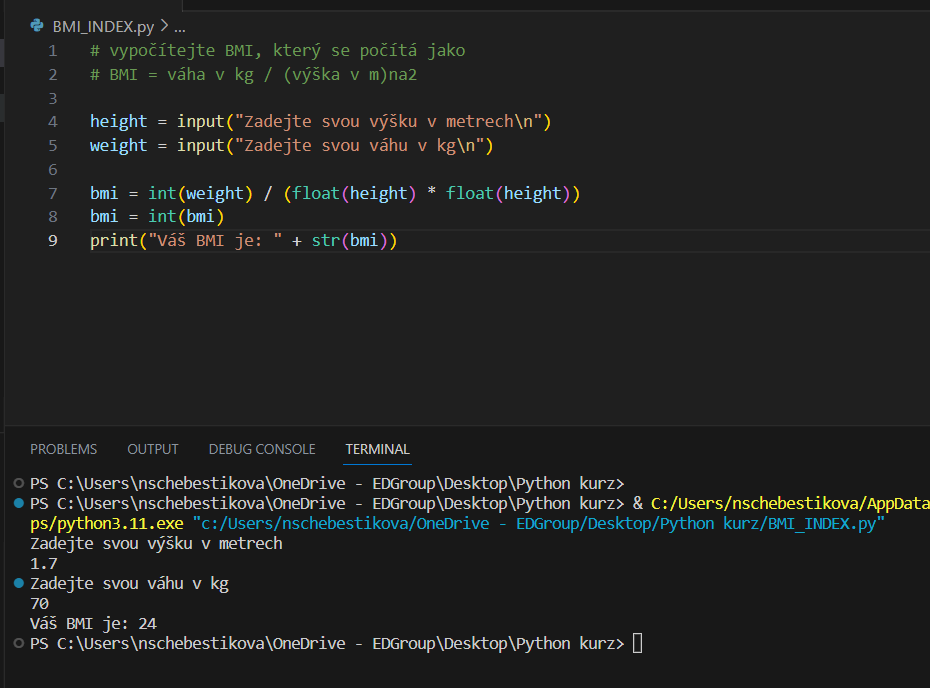 BMI_INDEX.py > ...
1 # vypočítejte BMI, který se počítá jako
2 # BMI = váha v kg / (výška v m)na2
3
4 height = input("Zadejte svou výšku v metrech\n")
5 weight = input("Zadejte svou váhu v kg\n")
6
7 bmi = int(weight) / (float(height) * float(height))
8 bmi = int(bmi)
9 print("Váš BMI je: " + str(bmi))
PROBLEMS OUTPUT DEBUG CONSOLE TERMINAL
PS C:\Users\nschebestikova\OneDrive - EDGroup\Desktop\Python kurz>
PS C:\Users\nschebestikova\OneDrive - EDGroup\Desktop\Python kurz> & C:/Users/nschebestikova/AppData
ps/python3.11.exe "c:/Users/nschebestikova/OneDrive - EDGroup/Desktop/Python kurz/BMI_INDEX.py"
Zadejte svou výšku v metrech
1.7
Zadejte svou váhu v kg
70
Váš BMI je: 24
PS C:\Users\nschebestikova\OneDrive - EDGroup\Desktop\Python kurz>